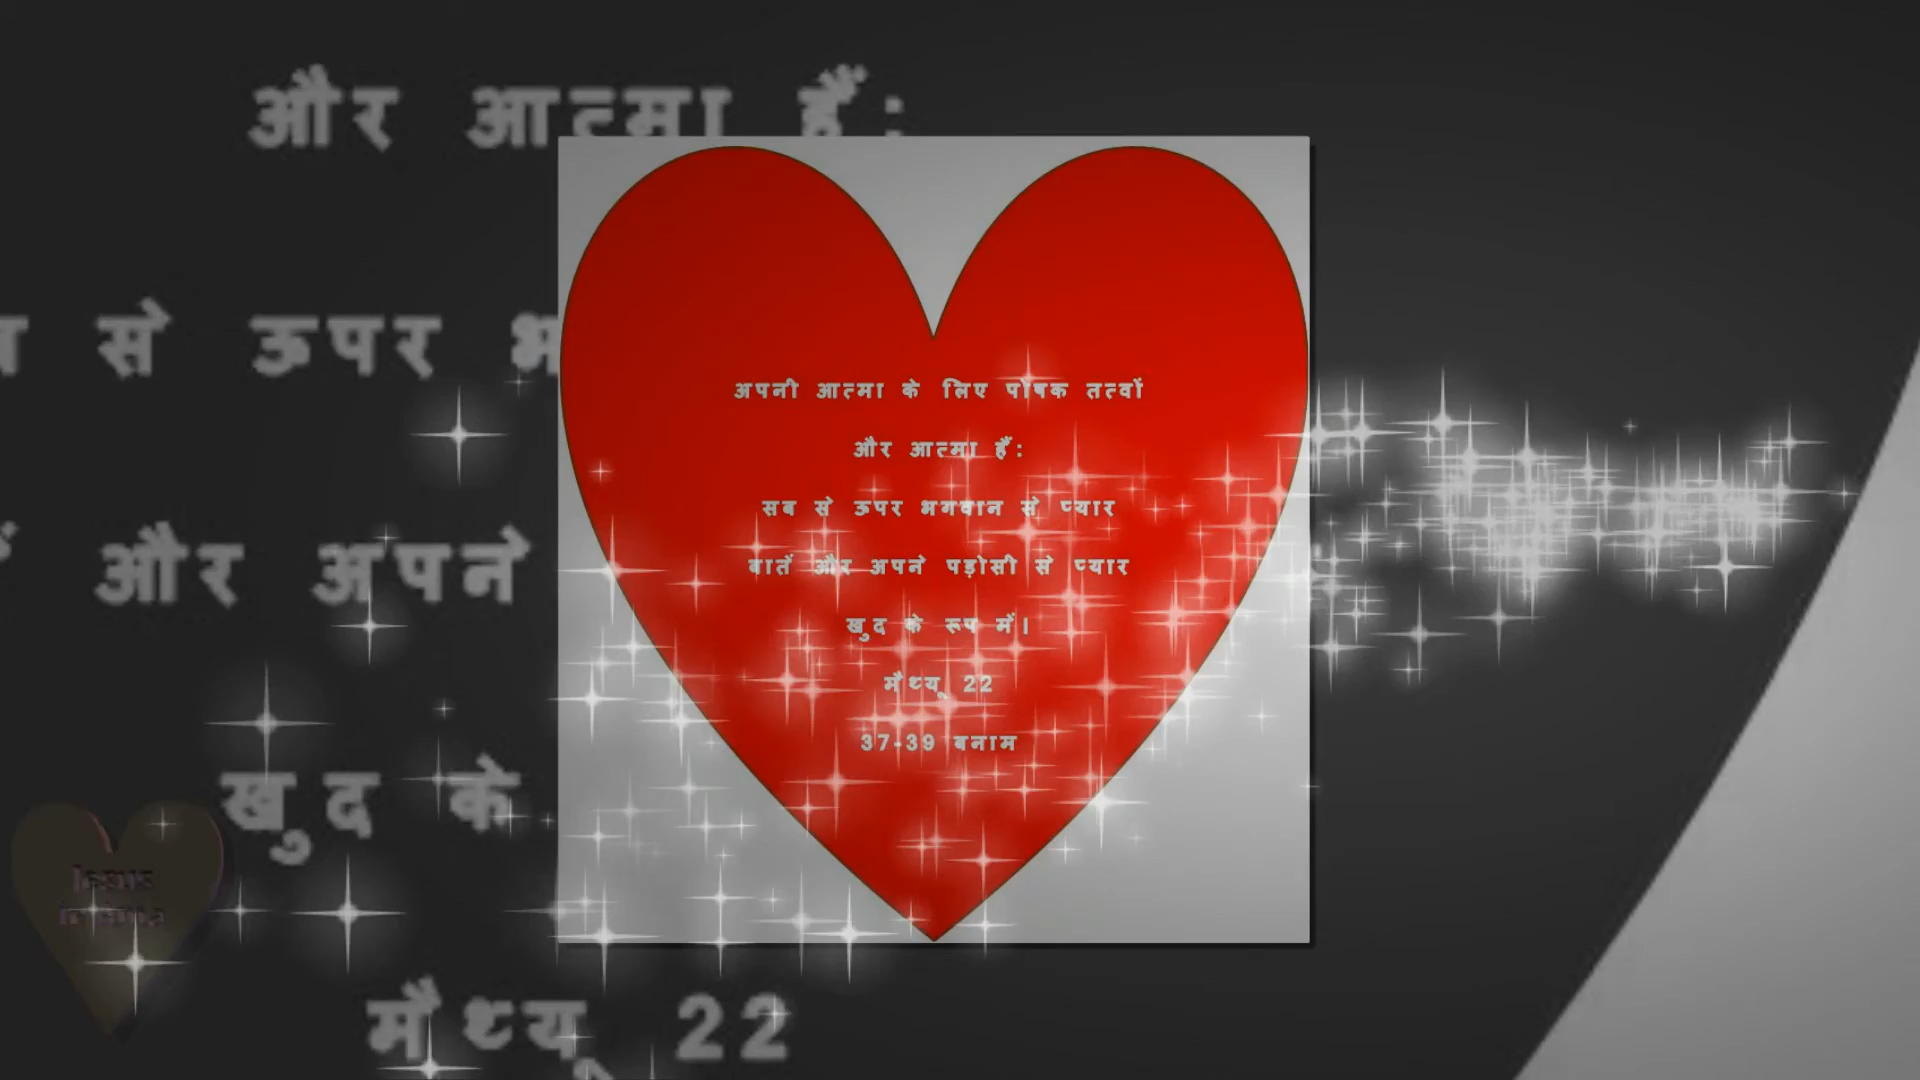 अपनी आत्मा के लिए पोषक तत्वों
और आत्मा हैं:
सब से ऊपर भगवान से प्यार
बातें और अपने पड़ोसी से प्यार
खुद के रूप में।
मैथ्यू 22
37-39 बनाम
और आत्मा हैं:
से ऊपर
और अपने
खुद के
मैथ्यू 22
Jesus